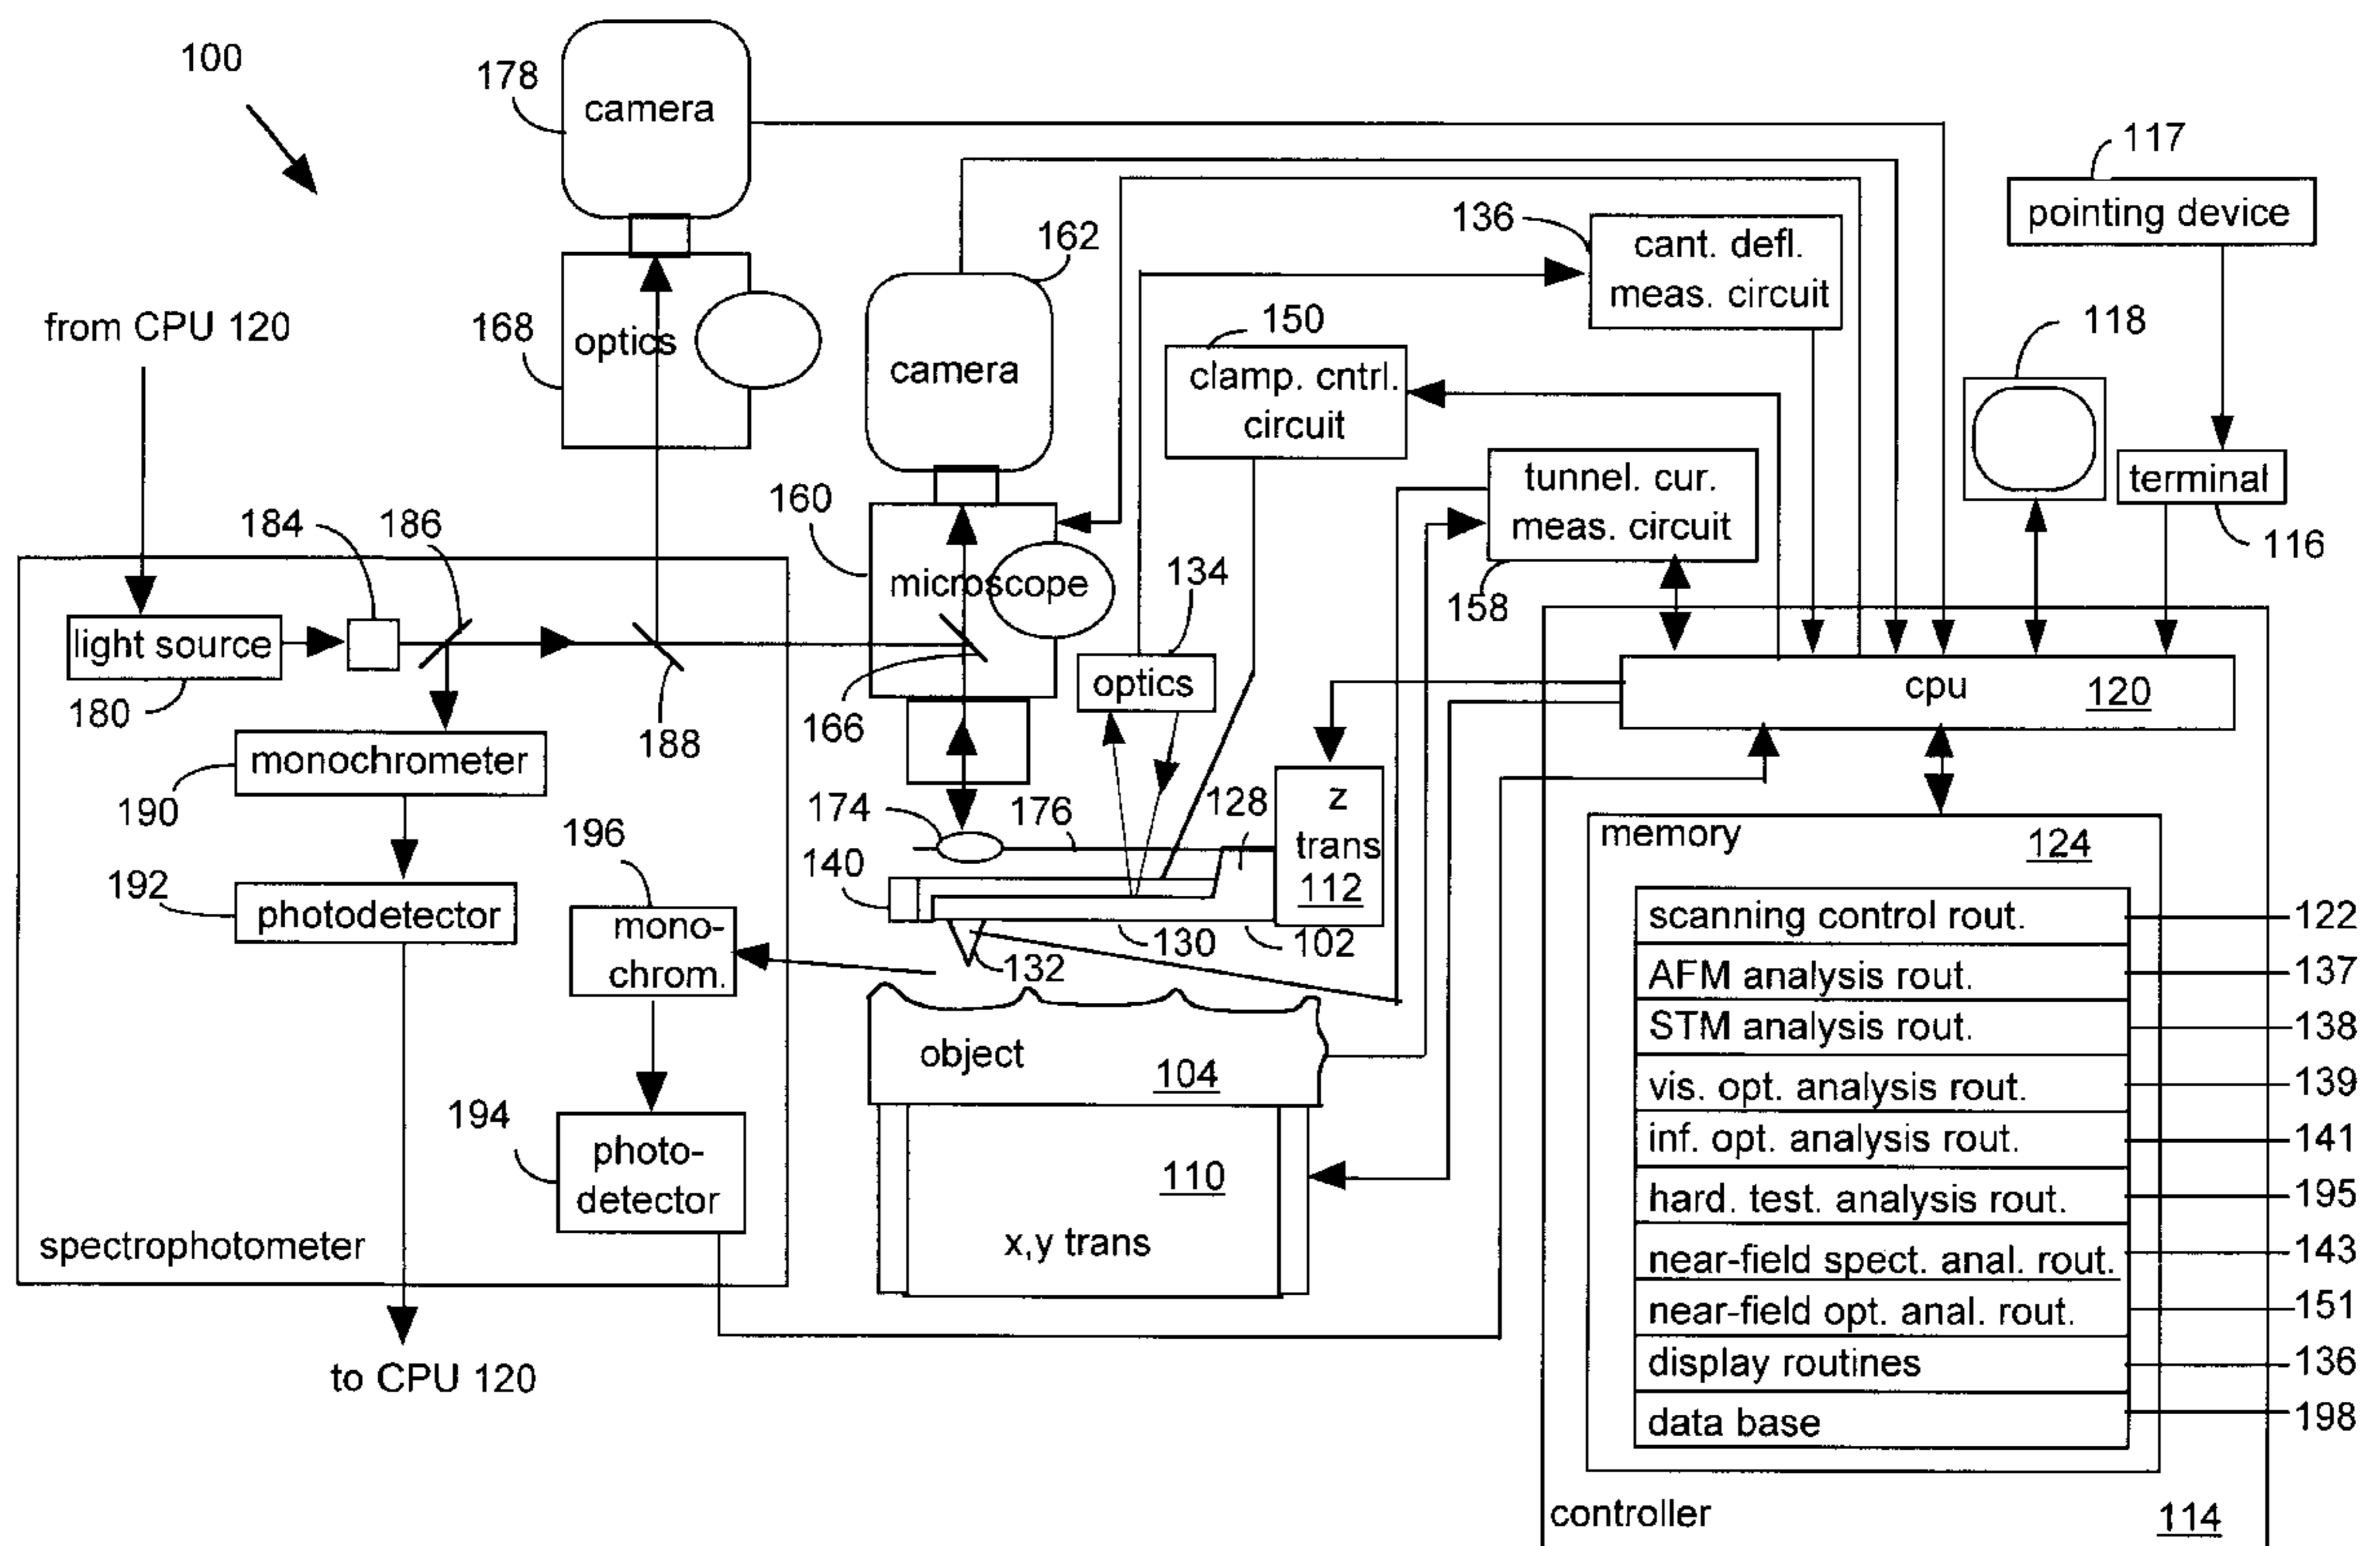 100
178
camera
117
pointing device
136
cant. defl.
meas. circuit
162
camera
from CPU 120
168
optics
150
clamp. cntrl.
circuit
118
terminal
116
tunnel. cur.
meas. circuit
158
160
microscope
184
186
134
optics
light source
180
188
166
cpu 120
monochrometer
190
174
176
128
z
trans
112
140
196
192
photodetector
mono-
chrom.
130
102
132
object
104
194
photo-
detector
110
x,y trans
spectrophotometer
to CPU 120
memory 124
scanning control rout. 122
AFM analysis rout. 137
STM analysis rout. 138
vis. opt. analysis rout. 139
inf. opt. analysis rout. 141
hard. test. analysis rout. 195
near-field spect. anal. rout. 143
near-field opt. anal. rout. 151
display routines 136
data base 198
controller 114